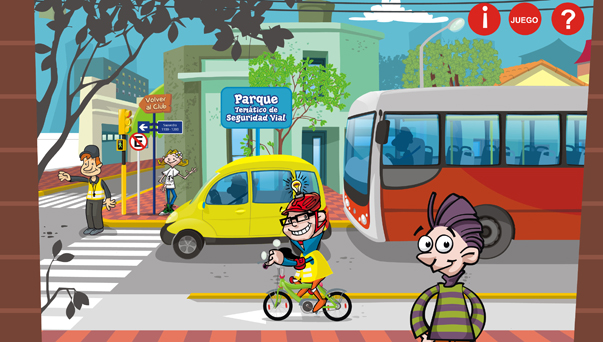 i
JUEGO
?
Volver
al Club
Parque
Temático de
Seguridad Vial
E